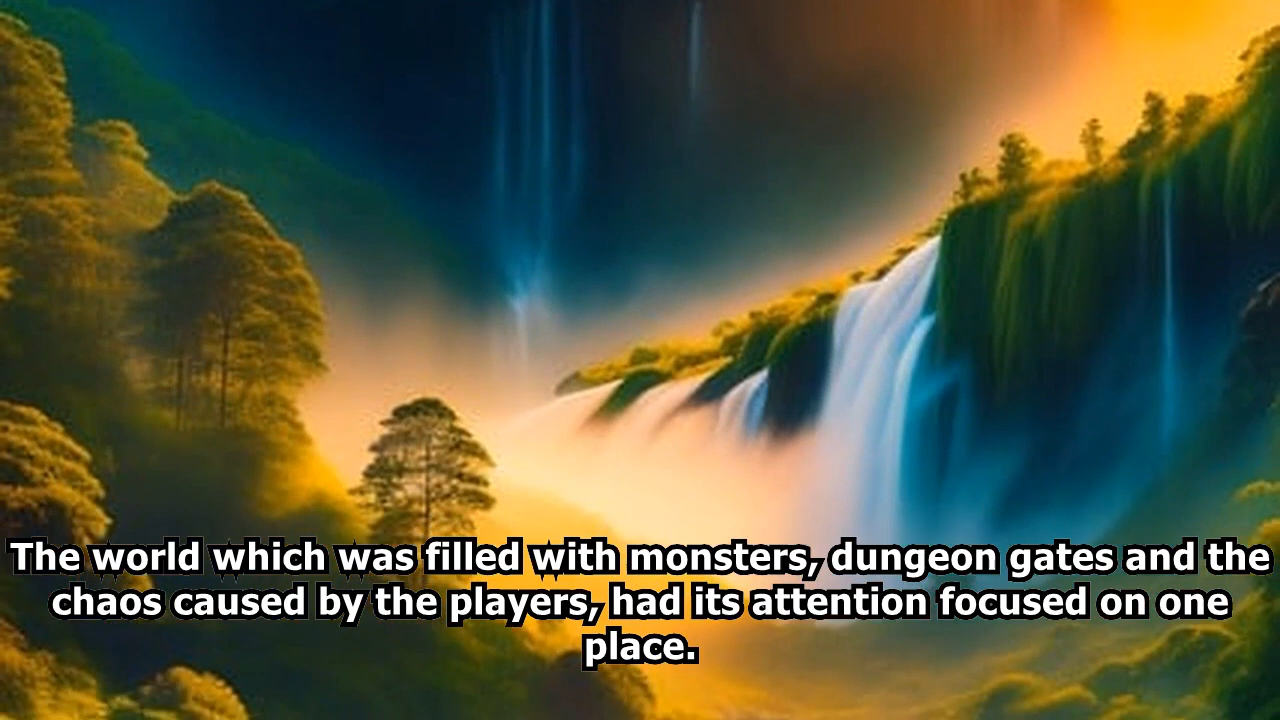 The world which was filled with monsters, dungeon gates and the
chaos caused by the players, had its attention focused on one
place.